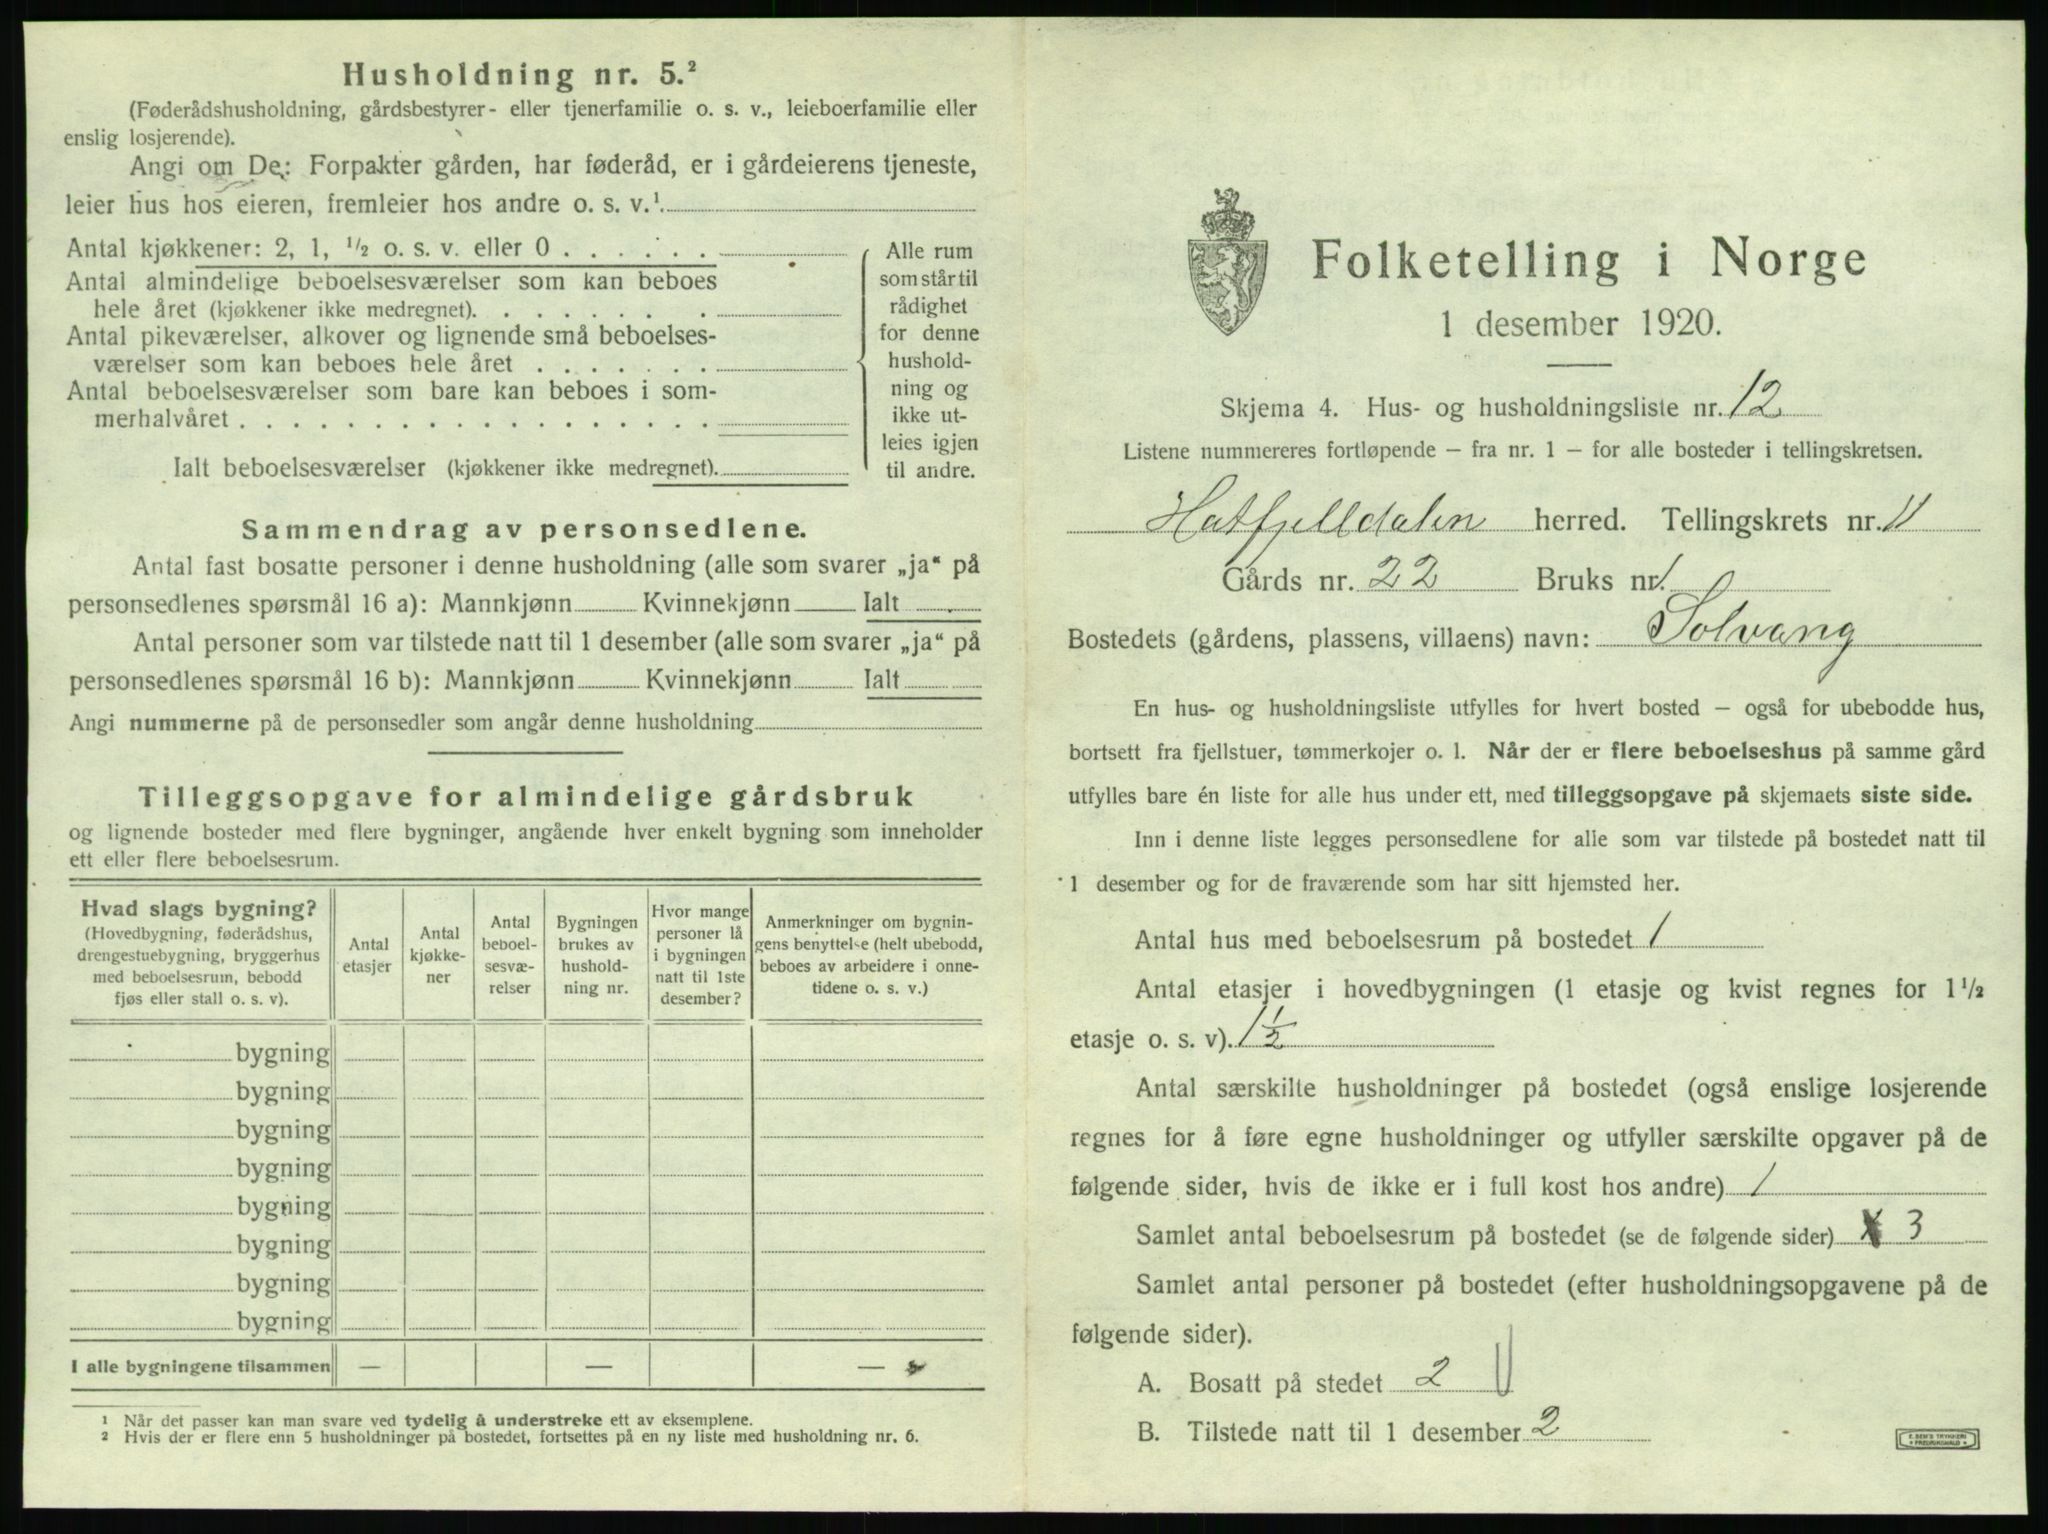 Husholdning nr. 5.²
(Føderådshusholdning, gårdsbestyrer- eller tjenerfamilie o. s. v., leieboerfamilie eller
enslig losjerende).
Angi om De: Forpakter gården, har føderåd, er i gårdeierens tjeneste,
leier hus hos eieren, fremleier hos andre o. s. v.¹
Antal kjøkkener: 2, 1, ¹/₂ o. s. v. eller 0 . . . . . .
Antal almindelige beboelsesværelser som kan beboes
hele året (kjøkkener ikke medregnet). . . . . . . .
Antal pikeværelser, alkover og lignende små beboelses-
værelser som kan beboes hele året . . . . . . .
Antal beboelsesværelser som bare kan beboes i som-
merhalvåret . . . . . . . . . . . . . . . . . .
Ialt beboelsesværelser (kjøkkener ikke medregnet).
Alle rum
som står til
rådighet
for denne
hushold-
ning og
ikke ut-
leies igjen
til andre.
Sammendrag av personsedlene.
Antal fast bosatte personer i denne husholdning (alle som svarer „ja“ på
personsedlenes spørsmål 16 a): Mannkjønn Kvinnekjønn Ialt
Antal personer som var tilstede natt til 1 desember (alle som svarer „ja“ på
personsedlenes spørsmål 16 b): Mannkjønn Kvinnekjønn Ialt
Angi nummerne på de personsedler som angår denne husholdning
Tilleggsopgave for almindelige gårdsbruk
og lignende bosteder med flere bygninger, angående hver enkelt bygning som inneholder
ett eller flere beboelsesrum.
Hvad slags bygning?
(Hovedbygning, føderådshus,
drengestuebygning, bryggerhus
med beboelsesrum, bebodd
fjøs eller stall o. s. v).
Antal
etasjer
Antal
kjøkke-
ner
Antal
beboel-
sesvæ-
relser
Bygningen
brukes av
hushold-
ning nr.
Hvor mange
personer lå
i bygningen
natt til 1ste
desember?
Anmerkninger om bygnin-
gens benyttelse (helt ubebodd,
beboes av arbeidere i onne-
tidene o. s. v.)
bygning
bygning
bygning
bygning
bygning
bygning
bygning
bygning
I alle bygningene tilsammen — — —
¹ Når det passer kan man svare ved tydelig å understreke ett av eksemplene.
² Hvis der er flere enn 5 husholdninger på bostedet, fortsettes på en ny liste med husholdning nr. 6.
Folketelling i Norge
1 desember 1920.
Skjema 4. Hus- og husholdningsliste nr. 12
Listene nummereres fortløpende – fra nr. 1 – for alle bosteder i tellingskretsen.
Hatfjelldalen herred. Tellingskrets nr. 11
Gårds nr. 22 Bruks nr. 1
Bostedets (gårdens, plassens, villaens) navn: Solvang
En hus- og husholdningsliste utfylles for hvert bosted – også for ubebodde hus,
bortsett fra fjellstuer, tømmerkojer o. l. Når der er flere beboelseshus på samme gård
utfylles bare én liste for alle hus under ett, med tilleggsopgave på skjemaets siste side.
Inn i denne liste legges personsedlene for alle som var tilstede på bostedet natt til
1 desember og for de fraværende som har sitt hjemsted her.
Antal hus med beboelsesrum på bostedet 1
Antal etasjer i hovedbygningen (1 etasje og kvist regnes for 1¹/₂
etasje o. s. v). 1½
Antal særskilte husholdninger på bostedet (også enslige losjerende
regnes for å føre egne husholdninger og utfyller særskilte opgaver på de
følgende sider, hvis de ikke er i full kost hos andre) 1
Samlet antal beboelsesrum på bostedet (se de følgende sider) 3
Samlet antal personer på bostedet (efter husholdningsopgavene på de
følgende sider).
A. Bosatt på stedet 2
B. Tilstede natt til 1 desember 2
E. SEM'S TRYKKERI
FREDRIKSHALD